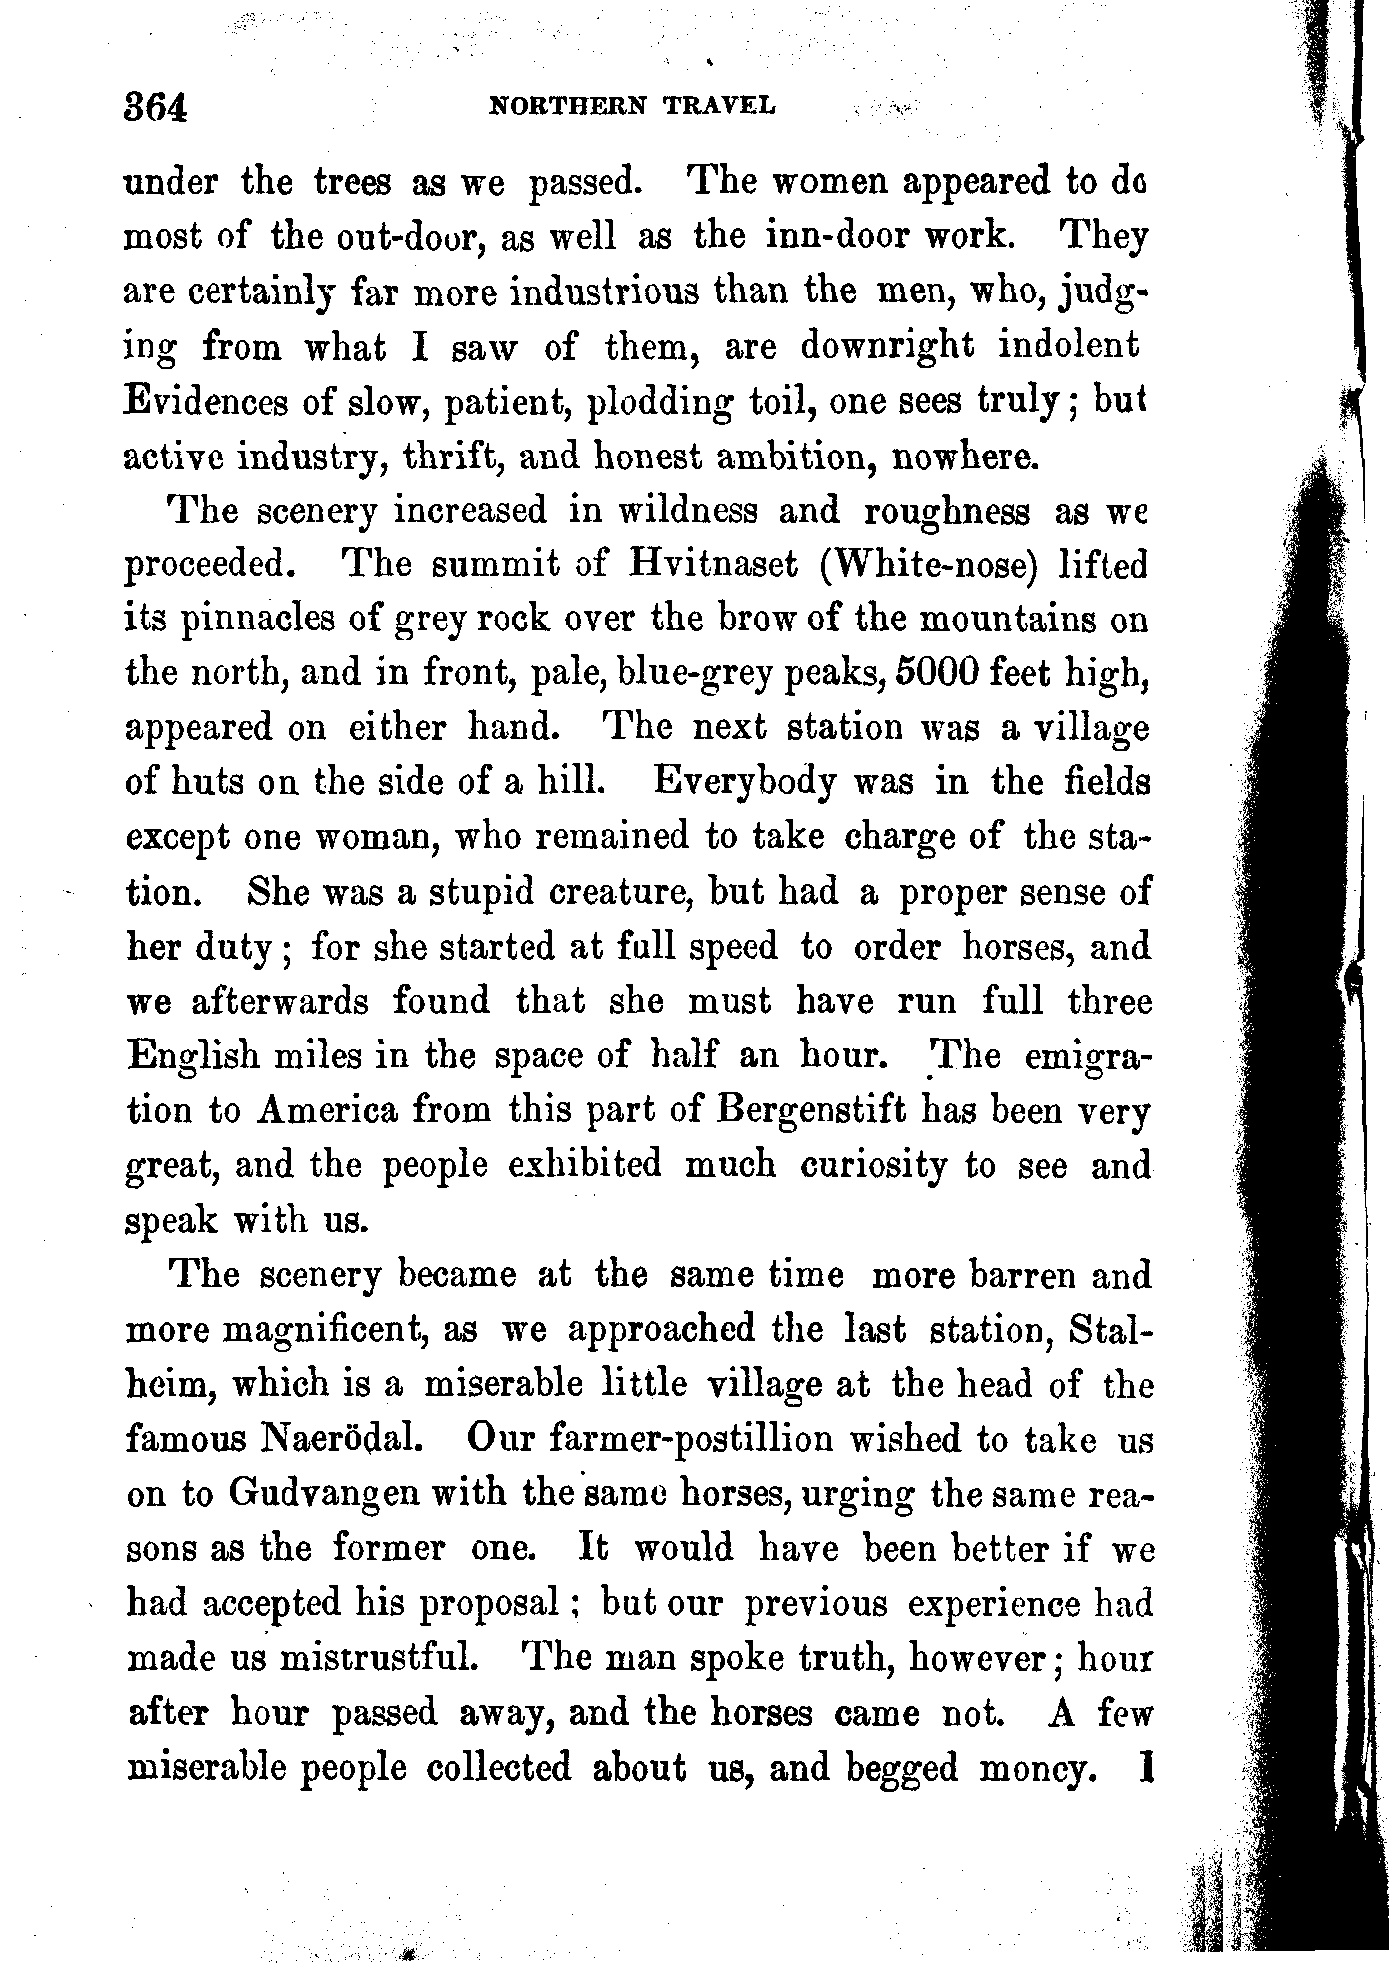 364 NORTHERN TRAVEL
under the trees as we passed. The women appeared to do
most of the out-door, as well as the inn-door work. They
are certainly far more industrious than the men, who, judg-
ing from what I saw of them, are downright indolent
Evidences of slow, patient, plodding toil, one sees truly; but
active industry, thrift, and honest ambition, nowhere.
The scenery increased in wildness and roughness as we
proceeded. The summit of Hvitnaset (White-nose) lifted
its pinnacles of grey rock over the brow of the mountains on
the north, and in front, pale, blue-grey peaks, 5000 feet high,
appeared on either hand. The next station was a village
of huts on the side of a hill. Everybody was in the fields
except one woman, who remained to take charge of the sta-
tion. She was a stupid creature, but had a proper sense of
her duty; for she started at full speed to order horses, and
we afterwards found that she must have run full three
English miles in the space of half an hour. The emigra-
tion to America from this part of Bergenstift has been very
great, and the people exhibited much curiosity to see and
speak with us.
The scenery became at the same time more barren and
more magnificent, as we approached the last station, Stal-
heim, which is a miserable little village at the head of the
famous Naerödal. Our farmer-postillion wished to take us
on to Gudvangen with the same horses, urging the same rea-
sons as the former one. It would have been better if we
had accepted his proposal; but our previous experience had
made us mistrustful. The man spoke truth, however; hour
after hour passed away, and the horses came not. A few
miserable people collected about us, and begged money. I